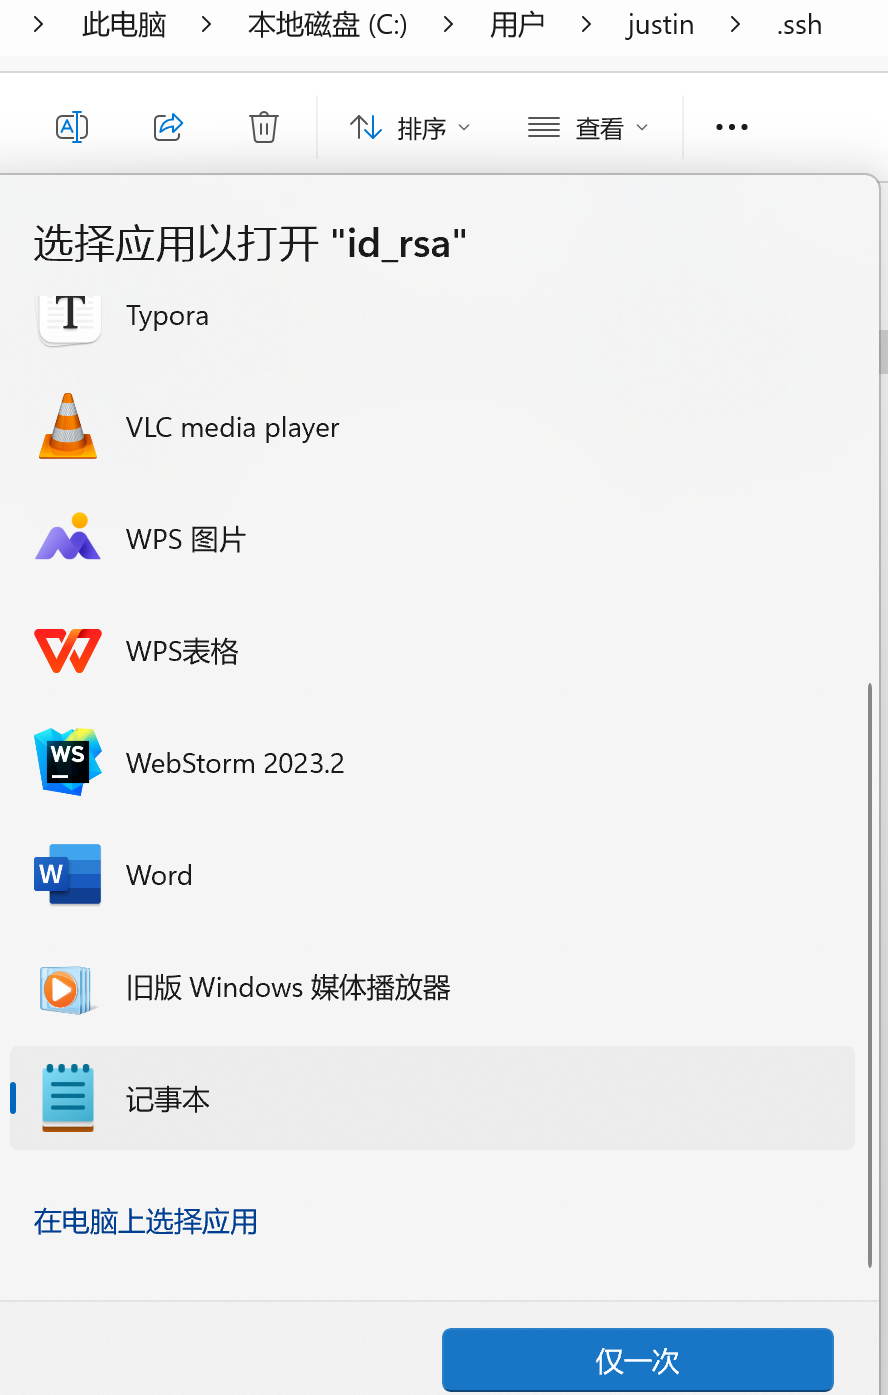 此电脑 本地磁盘 (C:) 用户 justin .ssh
A 排序 查看
选择应用以打开 "id_rsa"
T Typora
VLC media player
WPS 图片
W WPS表格
WS WebStorm 2023.2
W Word
旧版 Windows 媒体播放器
记事本
在电脑上选择应用
仅一次